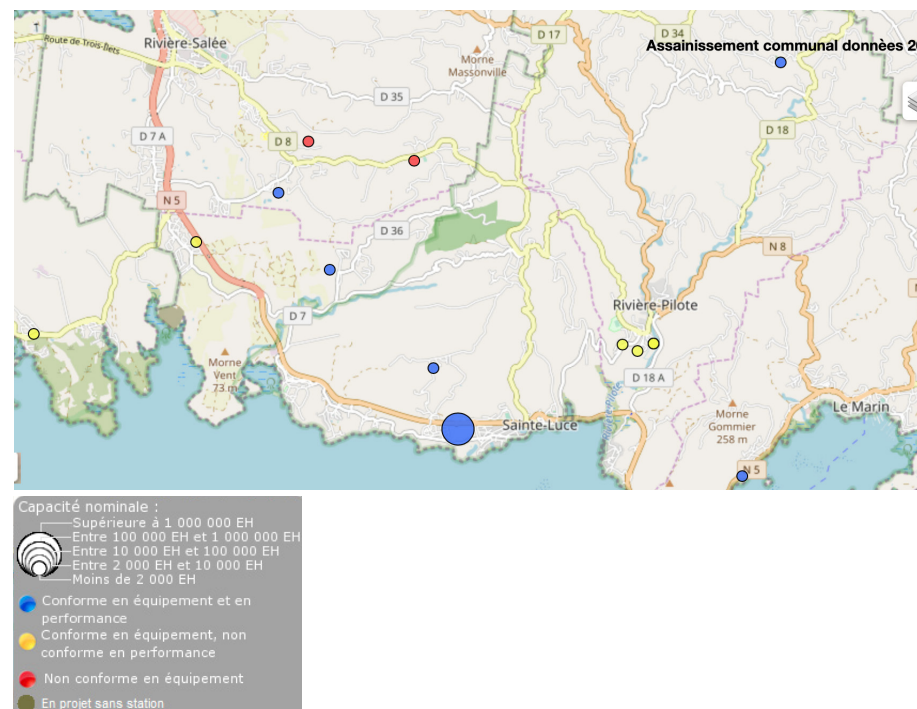 D 17
D 34
Route de Trois-Îlets
Rivière-Salée
Assainissement communal donnèes 20
Morne
Massonville
D 35
D 7 A
D 8
D 18
N 5
D 36
N 8
D 7
Rivière-Pilote
Morne
Vent
73 m
D 18 A
Rivière Pilote
Sainte-Luce
Morne
Gommier
258 m
Le Marin
N 5
Capacité nominale :
Supérieure à 1 000 000 EH
Entre 100 000 EH et 1 000 000 EH
Entre 10 000 EH et 100 000 EH
Entre 2 000 EH et 10 000 EH
Moins de 2 000 EH
Conforme en équipement et en
performance
Conforme en équipement, non
conforme en performance
Non conforme en équipement
En projet sans station